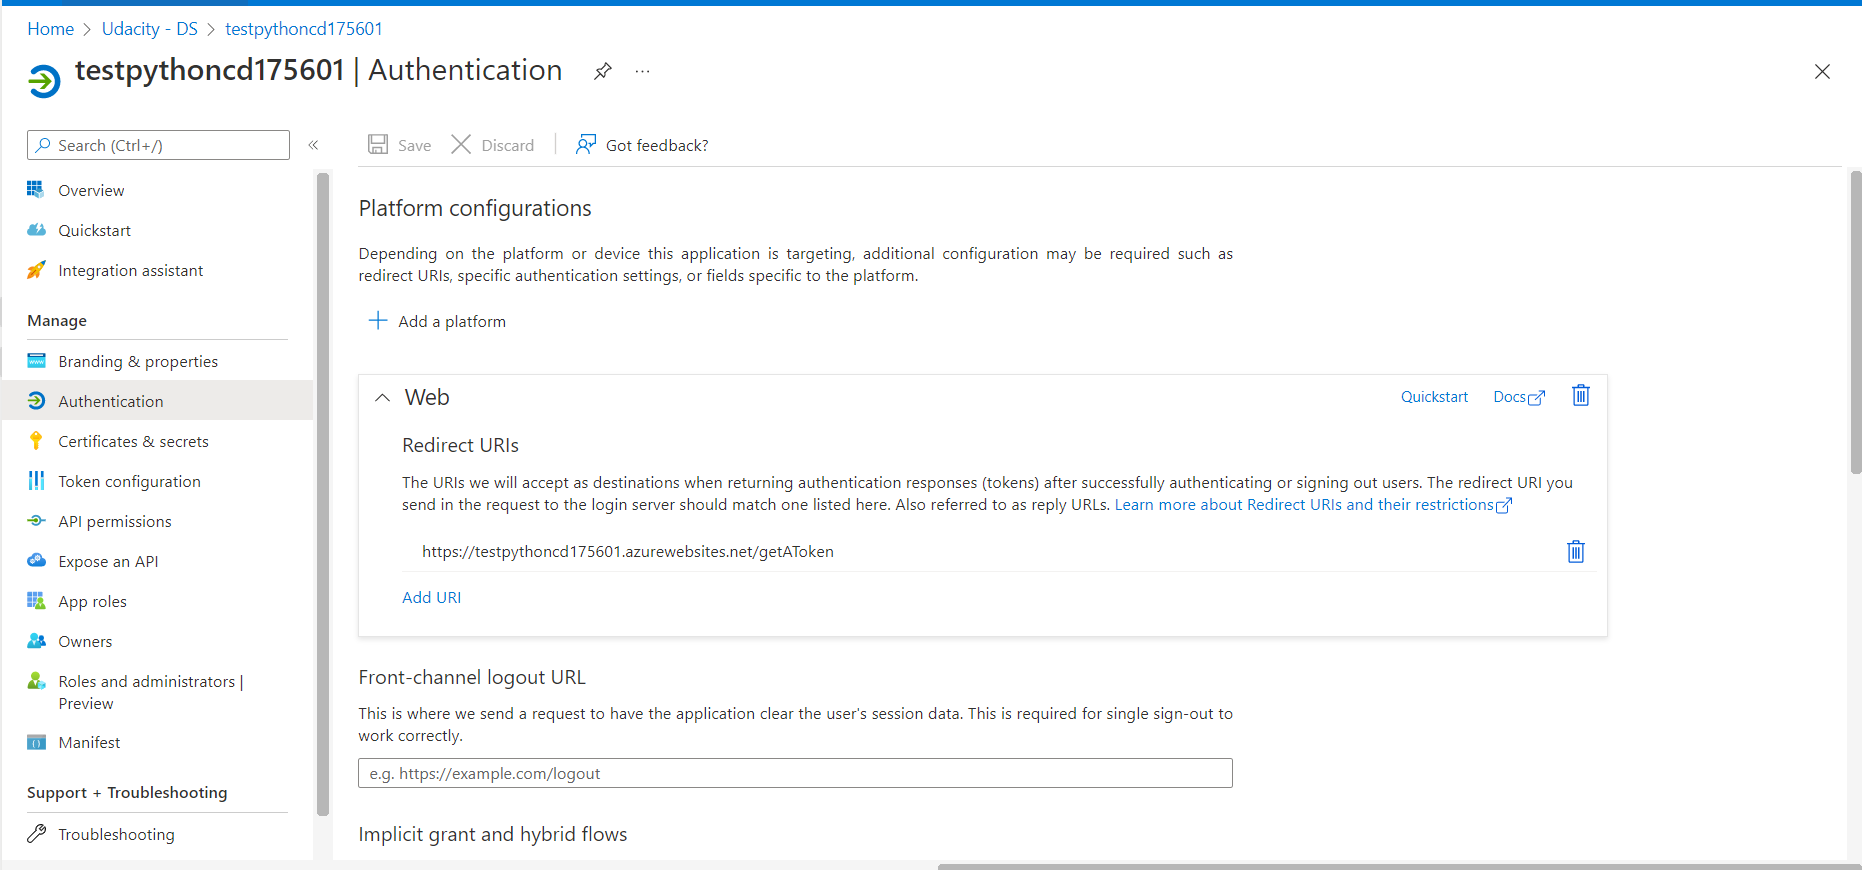 Home > Udacity - DS > testpythoncd175601
testpythoncd175601 | Authentication
Search (Ctrl+/)
Overview
Quickstart
Integration assistant
Manage
Branding & properties
Authentication
Certificates & secrets
Token configuration
API permissions
Expose an API
App roles
Owners
Roles and administrators |
Preview
Manifest
Support + Troubleshooting
Troubleshooting
Save
Discard
Got feedback?
Platform configurations
Depending on the platform or device this application is targeting, additional configuration may be required such as
redirect URIs, specific authentication settings, or fields specific to the platform.
Add a platform
Web
Quickstart
Docs
Redirect URIs
The URIs we will accept as destinations when returning authentication responses (tokens) after successfully authenticating or signing out users. The redirect URI you
send in the request to the login server should match one listed here. Also referred to as reply URLs. Learn more about Redirect URIs and their restrictions
https://testpythoncd175601.azurewebsites.net/getAToken
Add URI
Front-channel logout URL
This is where we send a request to have the application clear the user's session data. This is required for single sign-out to
work correctly.
e.g. https://example.com/logout
Implicit grant and hybrid flows